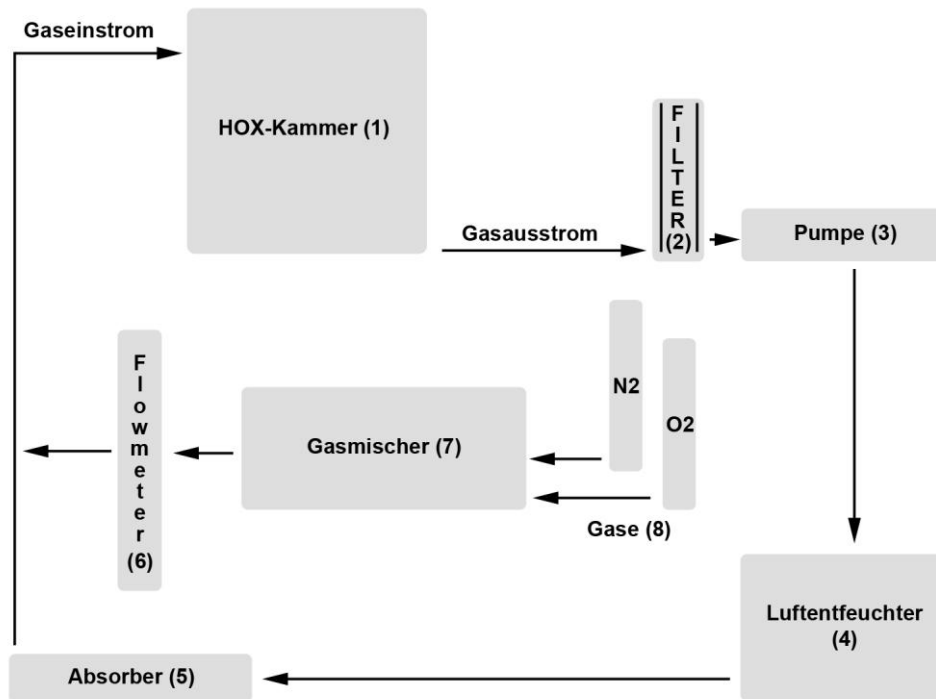 Gaseinstrom
HOX-Kammer (1)
FILTER
(2)
Gasausstrom
Pumpe (3)
N2
O2
Flowmeter
(6)
Gasmischer (7)
Gase (8)
Luftentfeuchter
(4)
Absorber (5)